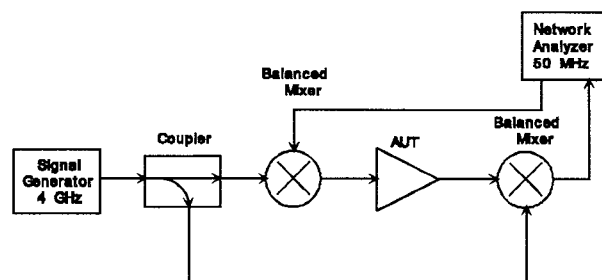 Network
Analyzer
50 MHz
Balanced
Mixer
Balanced
Mixer
Coupler
AUT
Signal
Generator
4 GHz